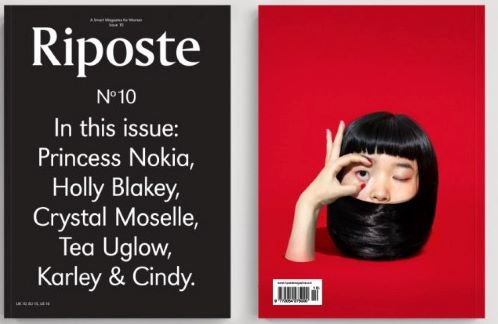 A Smart Magazine for Women
Issue 10
Riposte
Nº10
In this issue:
Princess Nokia,
Holly Blakey,
Crystal Moselle,
Tea Uglow,
Karley & Cindy.